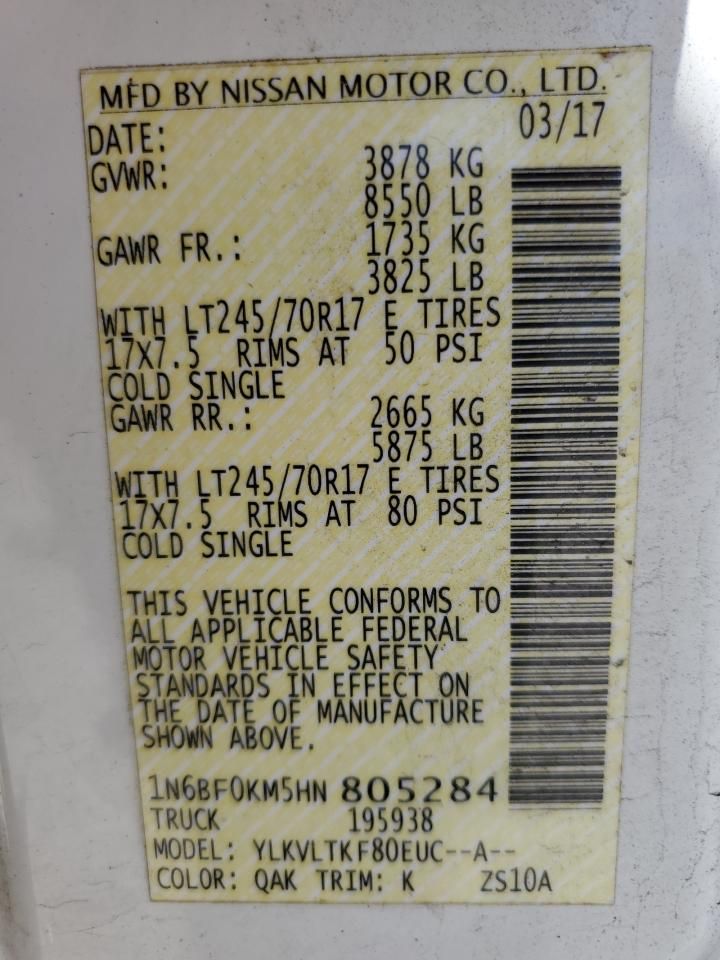 MFD BY NISSAN MOTOR CO., LTD.
DATE: 03/17
GVWR: 3878 KG
8550 LB
GAWR FR.: 1735 KG
3825 LB
WITH LT245/70R17 E TIRES
17X7.5 RIMS AT 50 PSI
COLD SINGLE
GAWR RR.: 2665 KG
5875 LB
WITH LT245/70R17 E TIRES
17X7.5 RIMS AT 80 PSI
COLD SINGLE
THIS VEHICLE CONFORMS TO
ALL APPLICABLE FEDERAL
MOTOR VEHICLE SAFETY
STANDARDS IN EFFECT ON
THE DATE OF MANUFACTURE
SHOWN ABOVE.
1N6BF0KM5HN 805284
TRUCK 195938
MODEL: YLKVLTKF80EUC--A--
COLOR: QAK TRIM: K ZS10A